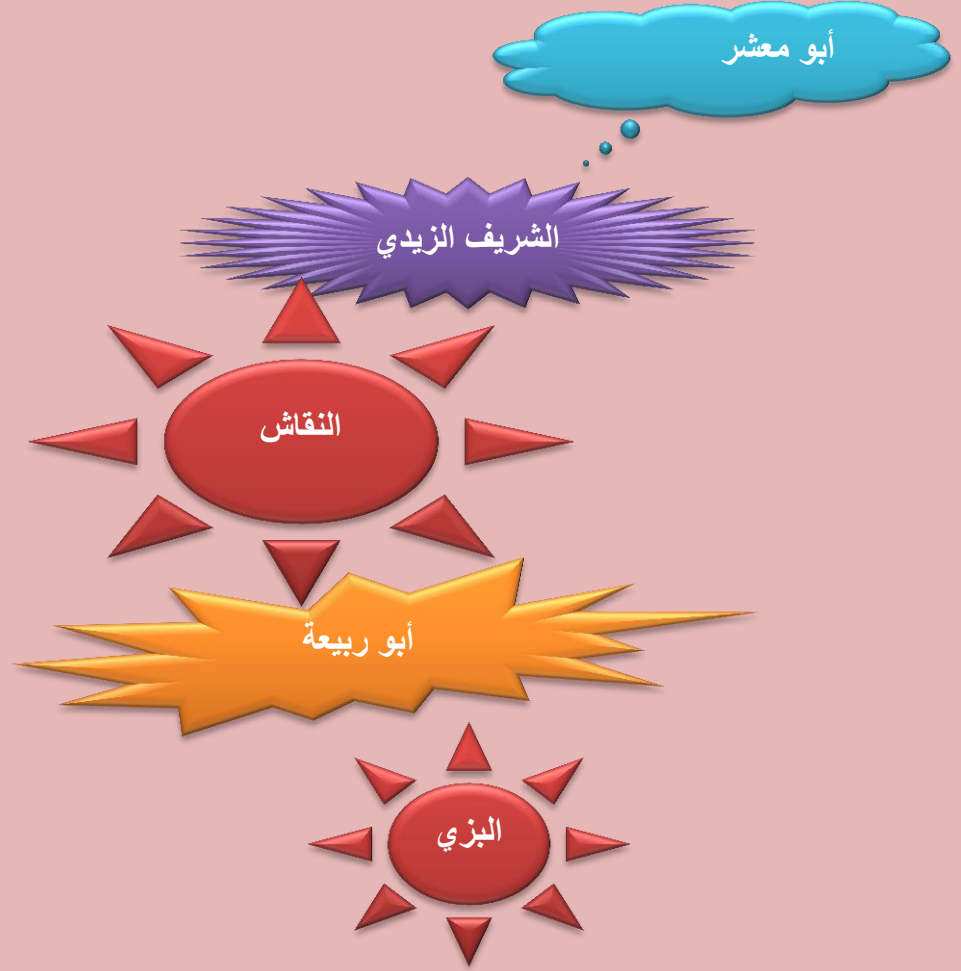 أبو معشر
الشريف الزيدي
النقاش
أبو ربيعة
البزي